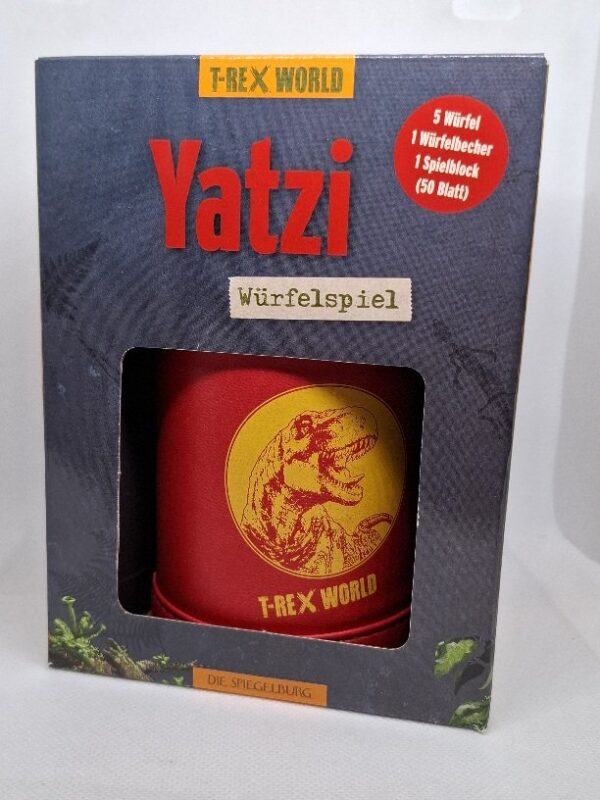 T-REX WORLD
Yatzi
5 Würfel
1 Würfelbecher
1 Spielblock
(50 Blatt)
Würfelspiel
T-REX WORLD
DIE SPIEGELBURG